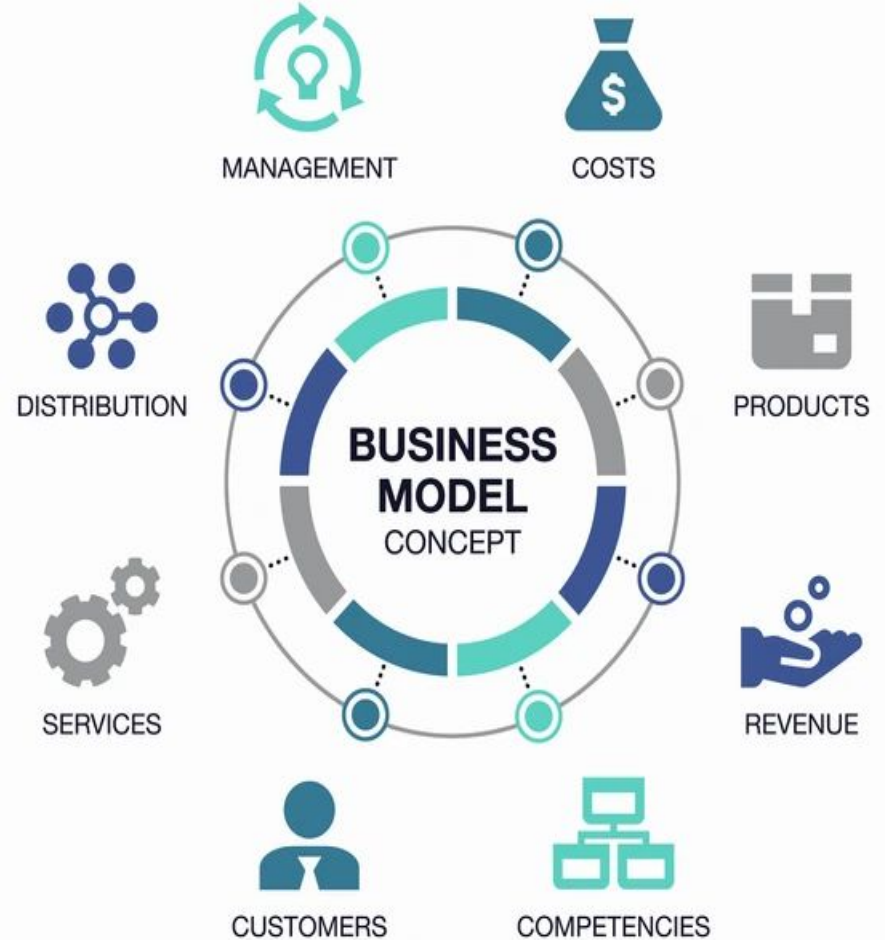 MANAGEMENT
COSTS
$
DISTRIBUTION
PRODUCTS
BUSINESS
MODEL
CONCEPT
SERVICES
REVENUE
CUSTOMERS
COMPETENCIES